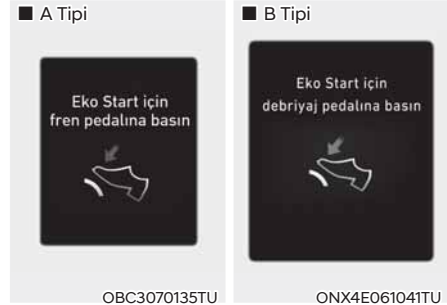 ■ A Tipi
Eko Start için
fren pedalına basın
OBC3070135TU
■ B Tipi
Eko Start için
debriyaj pedalına basın
ONX4E061041TU